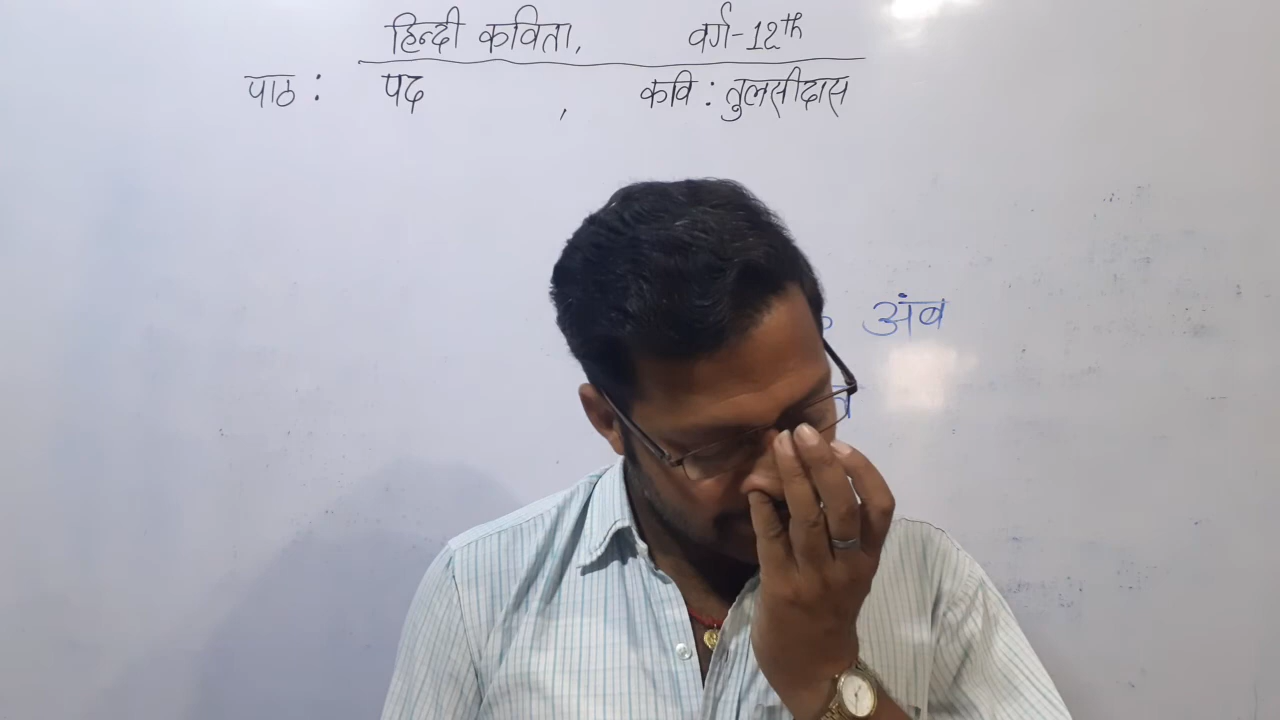 हिन्दी कविता, वर्ग-12th
पाठ : पद , कवि : तुलसीदास
अंब